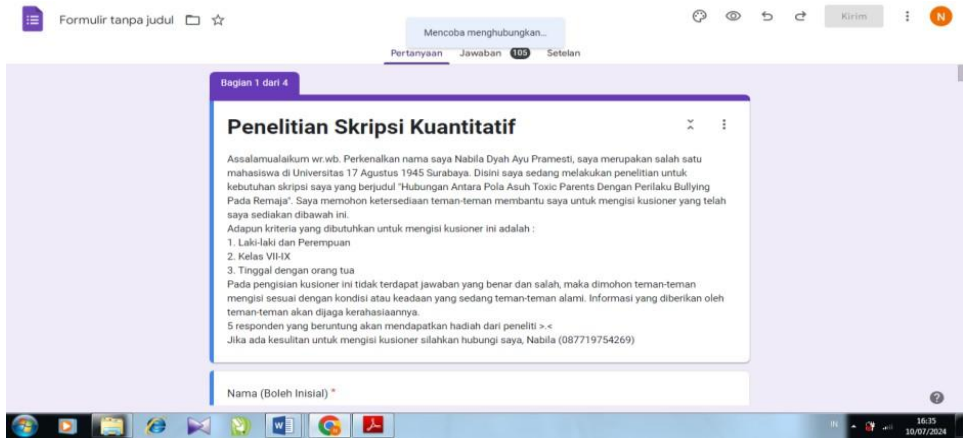 Formulir tanpa judul
Kirim
N
Mencoba menghubungkan...
Pertanyaan Jawaban 105 Setelan
Bagian 1 dari 4
Penelitian Skripsi Kuantitatif
Assalamualaikum wr.wb. Perkenalkan nama saya Nabila Dyah Ayu Pramesti, saya merupakan salah satu
mahasiswa di Universitas 17 Agustus 1945 Surabaya. Disini saya sedang melakukan penelitian untuk
kebutuhan skripsi saya yang berjudul "Hubungan Antara Pola Asuh Toxic Parents Dengan Perilaku Bullying
Pada Remaja". Saya memohon ketersediaan teman-teman membantu saya untuk mengisi kusioner yang telah
saya sediakan dibawah ini.
Adapun kriteria yang dibutuhkan untuk mengisi kusioner ini adalah :
1. Laki-laki dan Perempuan
2. Kelas VII-IX
3. Tinggal dengan orang tua
Pada pengisian kusioner ini tidak terdapat jawaban yang benar dan salah, maka dimohon teman-teman
mengisi sesuai dengan kondisi atau keadaan yang sedang teman-teman alami. Informasi yang diberikan oleh
teman-teman akan dijaga kerahasiaannya.
5 responden yang beruntung akan mendapatkan hadiah dari peneliti >.<
Jika ada kesulitan untuk mengisi kusioner silahkan hubungi saya, Nabila (087719754269)
Nama (Boleh Inisial) *
IN
16:35
10/07/2024